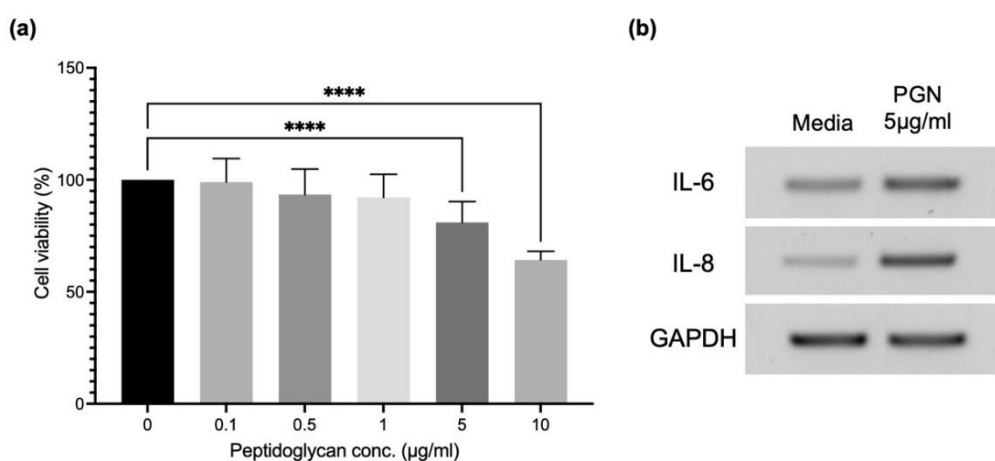 (a)
150
100
50
0
Cell viability (%)
****
****
0 0.1 0.5 1 5 10
Peptidoglycan conc. (μg/ml)
(b)
Media
PGN
5μg/ml
IL-6
IL-8
GAPDH